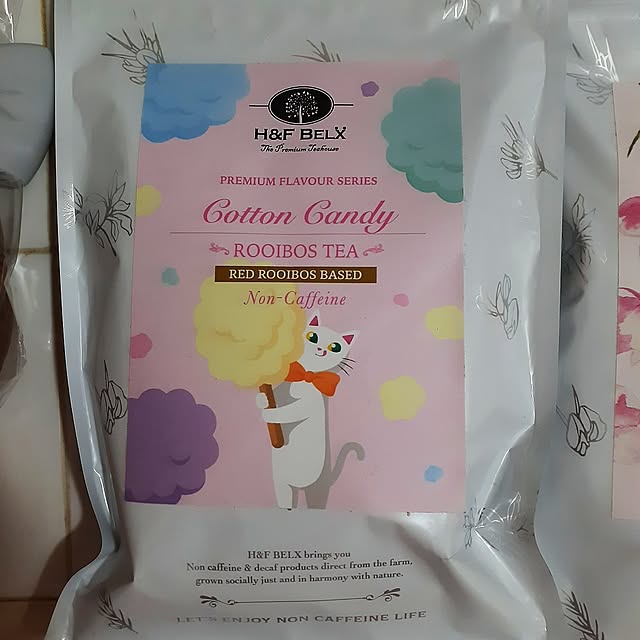 H&F BELX
The Premium Teahouse
PREMIUM FLAVOUR SERIES
Cotton Candy
ROOIBOS TEA
RED ROOIBOS BASED
Non-Caffeine
H&F BELX brings you
Non caffeine & decaf products direct from the farm,
grown socially just and in harmony with nature.
LET'S ENJOY NON CAFFEINE LIFE